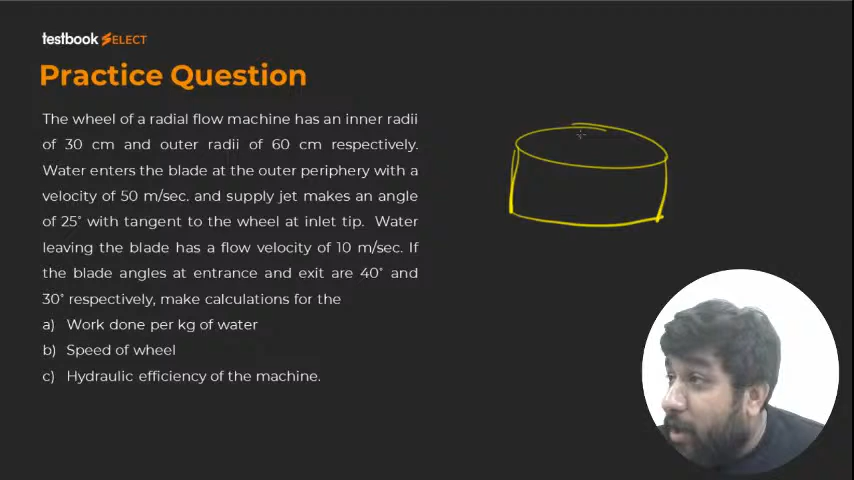 testbook SELECT
Practice Question
The wheel of a radial flow machine has an inner radii
of 30 cm and outer radii of 60 cm respectively.
Water enters the blade at the outer periphery with a
velocity of 50 m/sec. and supply jet makes an angle
of 25° with tangent to the wheel at inlet tip. Water
leaving the blade has a flow velocity of 10 m/sec. If
the blade angles at entrance and exit are 40° and
30° respectively, make calculations for the
a) Work done per kg of water
b) Speed of wheel
c) Hydraulic efficiency of the machine.